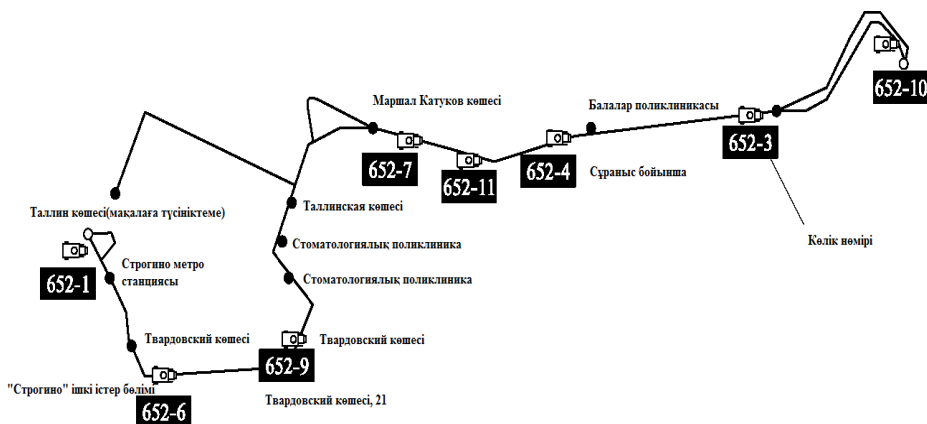 652-10
Маршал Катуков көшесі
Балалар поликлиникасы
652-3
652-7
652-11
652-4
Сұраныс бойынша
Таллин көшесі(мақалаға түсініктеме)
Таллинская көшесі
Көлік нөмірі
Стоматологиялық поликлиника
652-1
Строгино метро
станциясы
Стоматологиялық поликлиника
Твардовский көшесі
Твардовский көшесі
652-9
"Строгино" ішкі істер бөлімі
652-6
Твардовский көшесі, 21